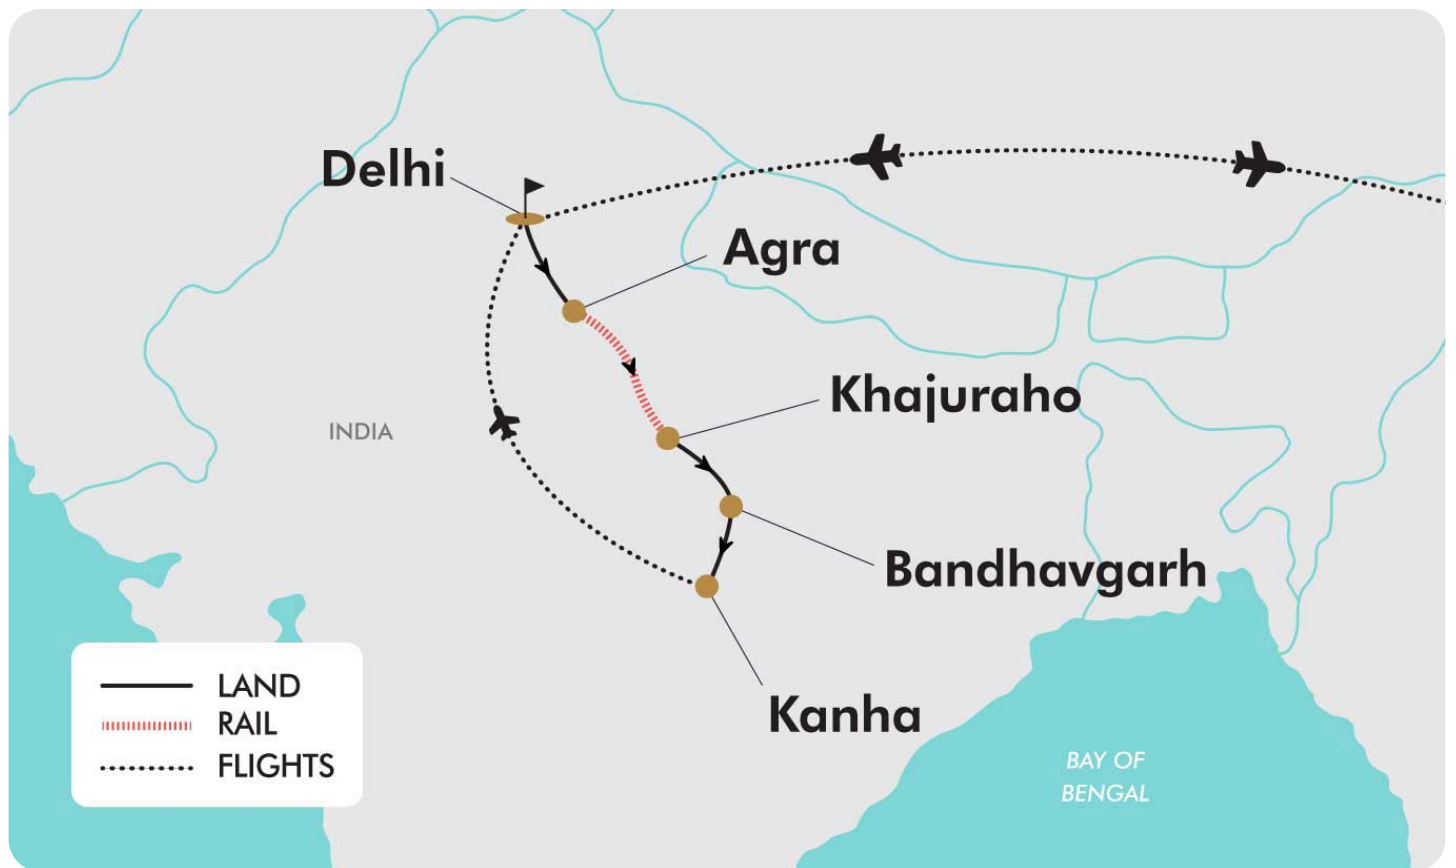 Delhi
Agra
Khajuraho
INDIA
Bandhavgarh
Kanha
LAND
RAIL
FLIGHTS
BAY OF
BENGAL